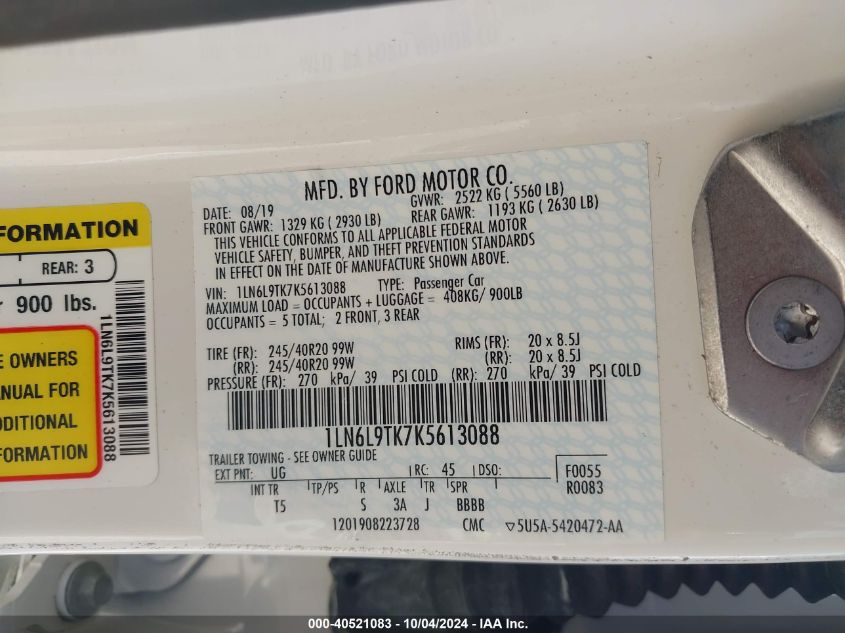 MFD. BY FORD MOTOR CO.
DATE: 08/19 GVWR: 2522 KG ( 5560 LB)
FRONT GAWR: 1329 KG ( 2930 LB) REAR GAWR: 1193 KG ( 2630 LB)
THIS VEHICLE CONFORMS TO ALL APPLICABLE FEDERAL MOTOR
VEHICLE SAFETY, BUMPER, AND THEFT PREVENTION STANDARDS
IN EFFECT ON THE DATE OF MANUFACTURE SHOWN ABOVE.
VIN: 1LN6L9TK7K5613088 TYPE: Passenger Car
MAXIMUM LOAD = OCCUPANTS + LUGGAGE = 408KG/ 900LB
OCCUPANTS = 5 TOTAL; 2 FRONT, 3 REAR
TIRE (FR): 245/40R20 99W RIMS (FR): 20 x 8.5J
(RR): 245/40R20 99W (RR): 20 x 8.5J
PRESSURE (FR): 270 kPa/ 39 PSI COLD (RR): 270 kPa/ 39 PSI COLD
1LN6L9TK7K5613088
TRAILER TOWING - SEE OWNER GUIDE
EXT PNT: UG RC: 45 DSO: F0055
INT TR TP/PS R AXLE TR SPR R0083
T5 S 3A J BBBB
1201908223728 CMC ▽5U5A-5420472-AA
FORMATION
REAR: 3
900 lbs.
1LN6L9TK7K5613088
E OWNERS
ANUAL FOR
DDITIONAL
FORMATION
000-40521083 - 10/04/2024 - IAA Inc.